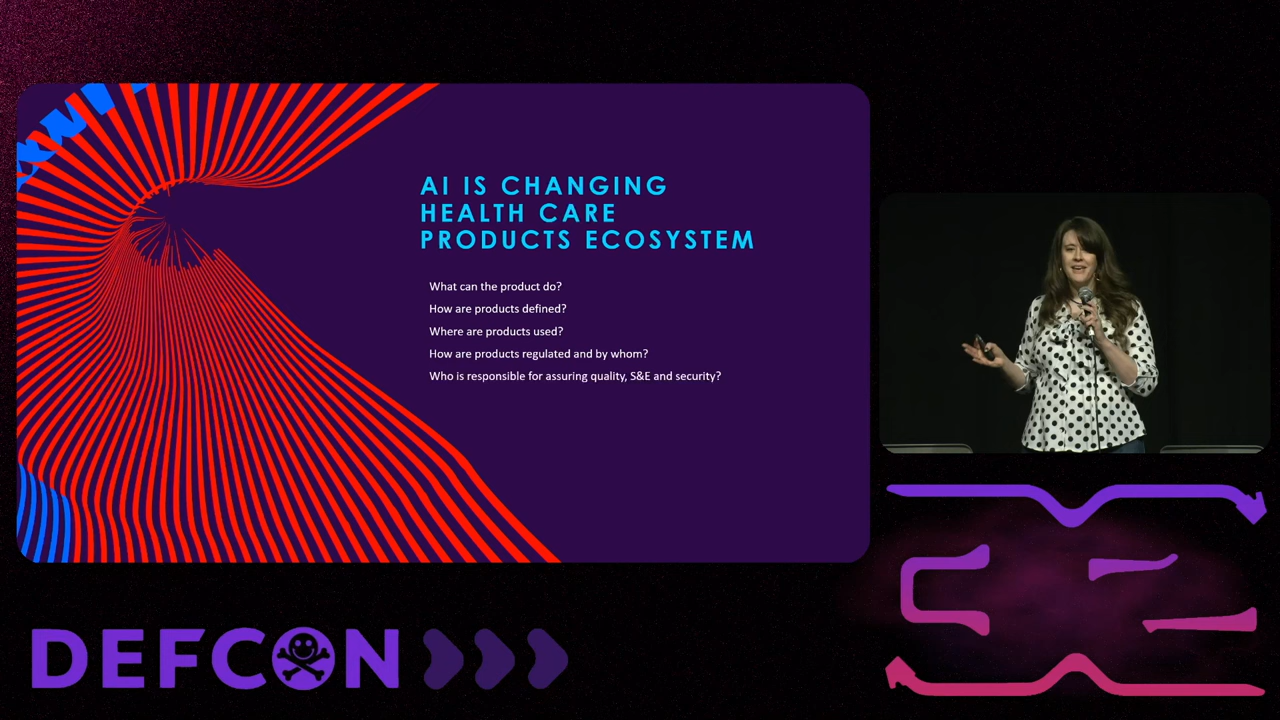 AI IS CHANGING
HEALTH CARE
PRODUCTS ECOSYSTEM
What can the product do?
How are products defined?
Where are products used?
How are products regulated and by whom?
Who is responsible for assuring quality, S&E and security?
DEFCON
32